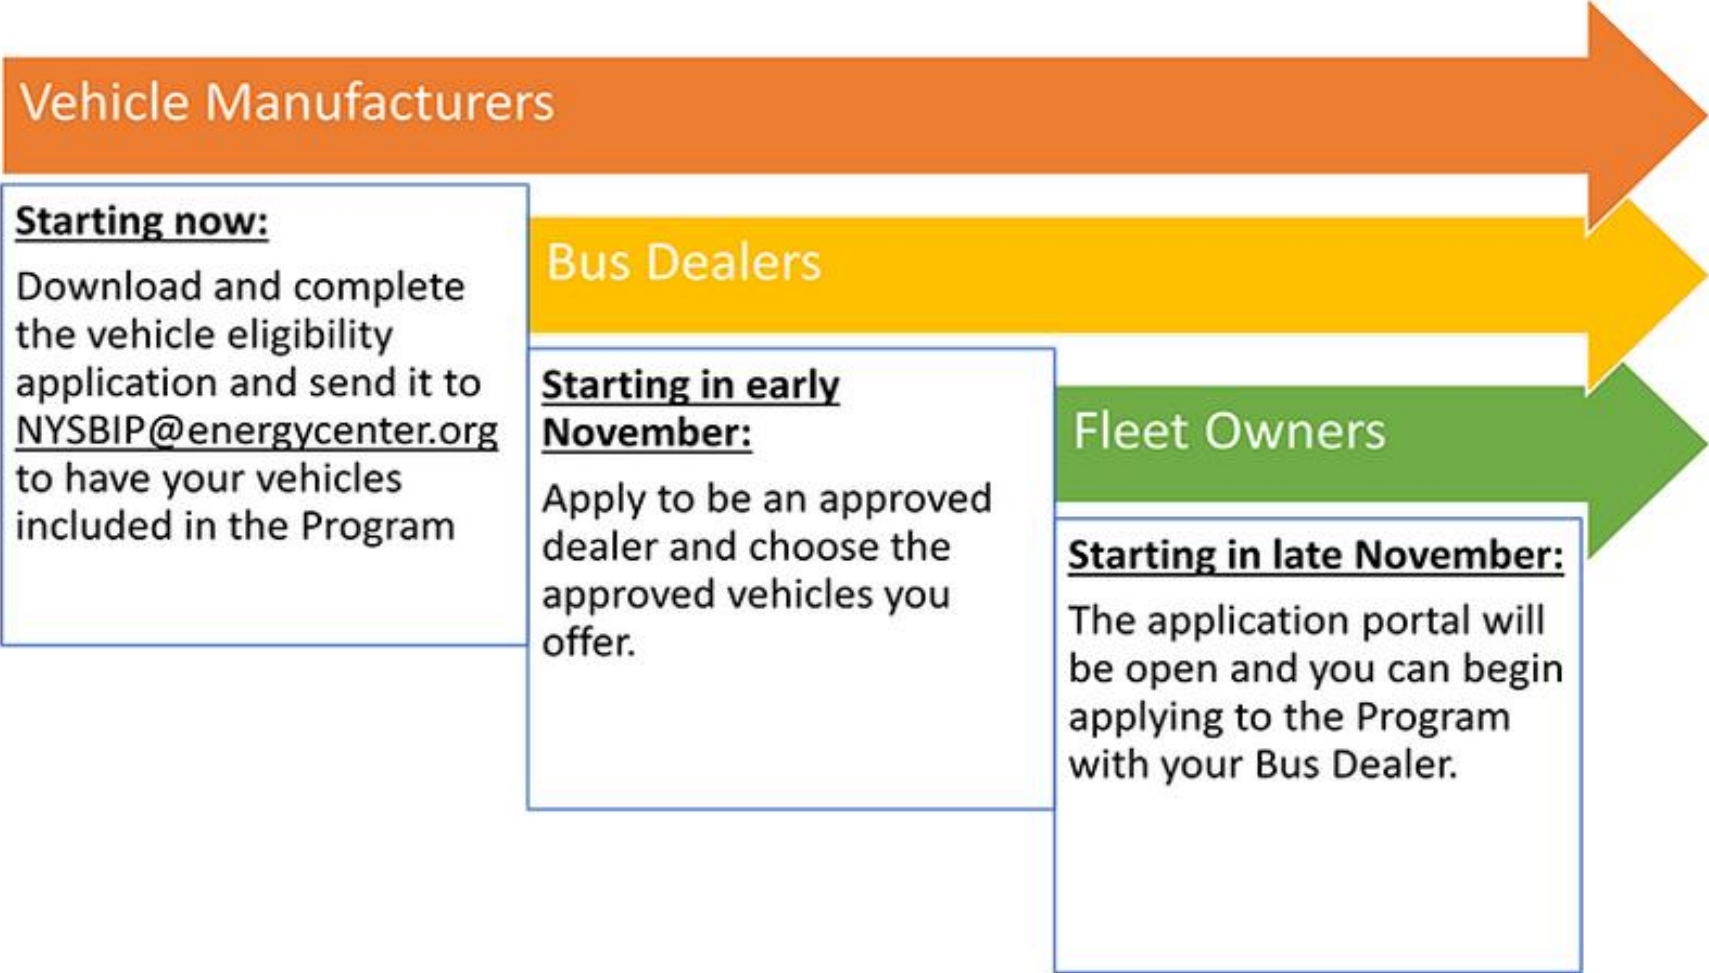 Vehicle Manufacturers
Starting now:
Download and complete
the vehicle eligibility
application and send it to
NYSBIP@energycenter.org
to have your vehicles
included in the Program
Bus Dealers
Starting in early
November:
Apply to be an approved
dealer and choose the
approved vehicles you
offer.
Fleet Owners
Starting in late November:
The application portal will
be open and you can begin
applying to the Program
with your Bus Dealer.